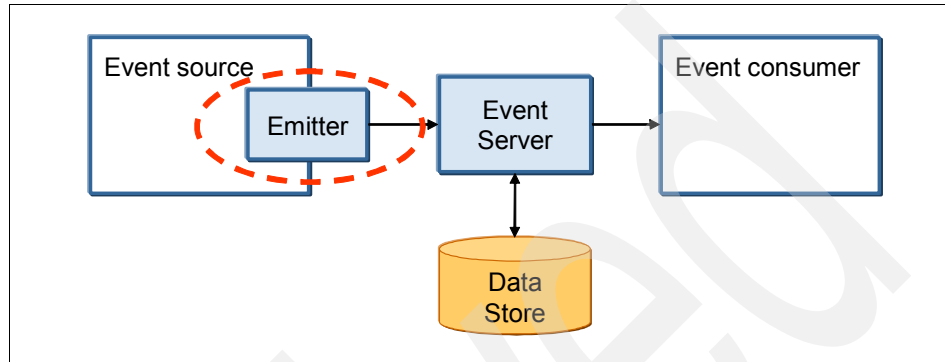 Event source
Emitter
Event
Server
Event consumer
Data
Store